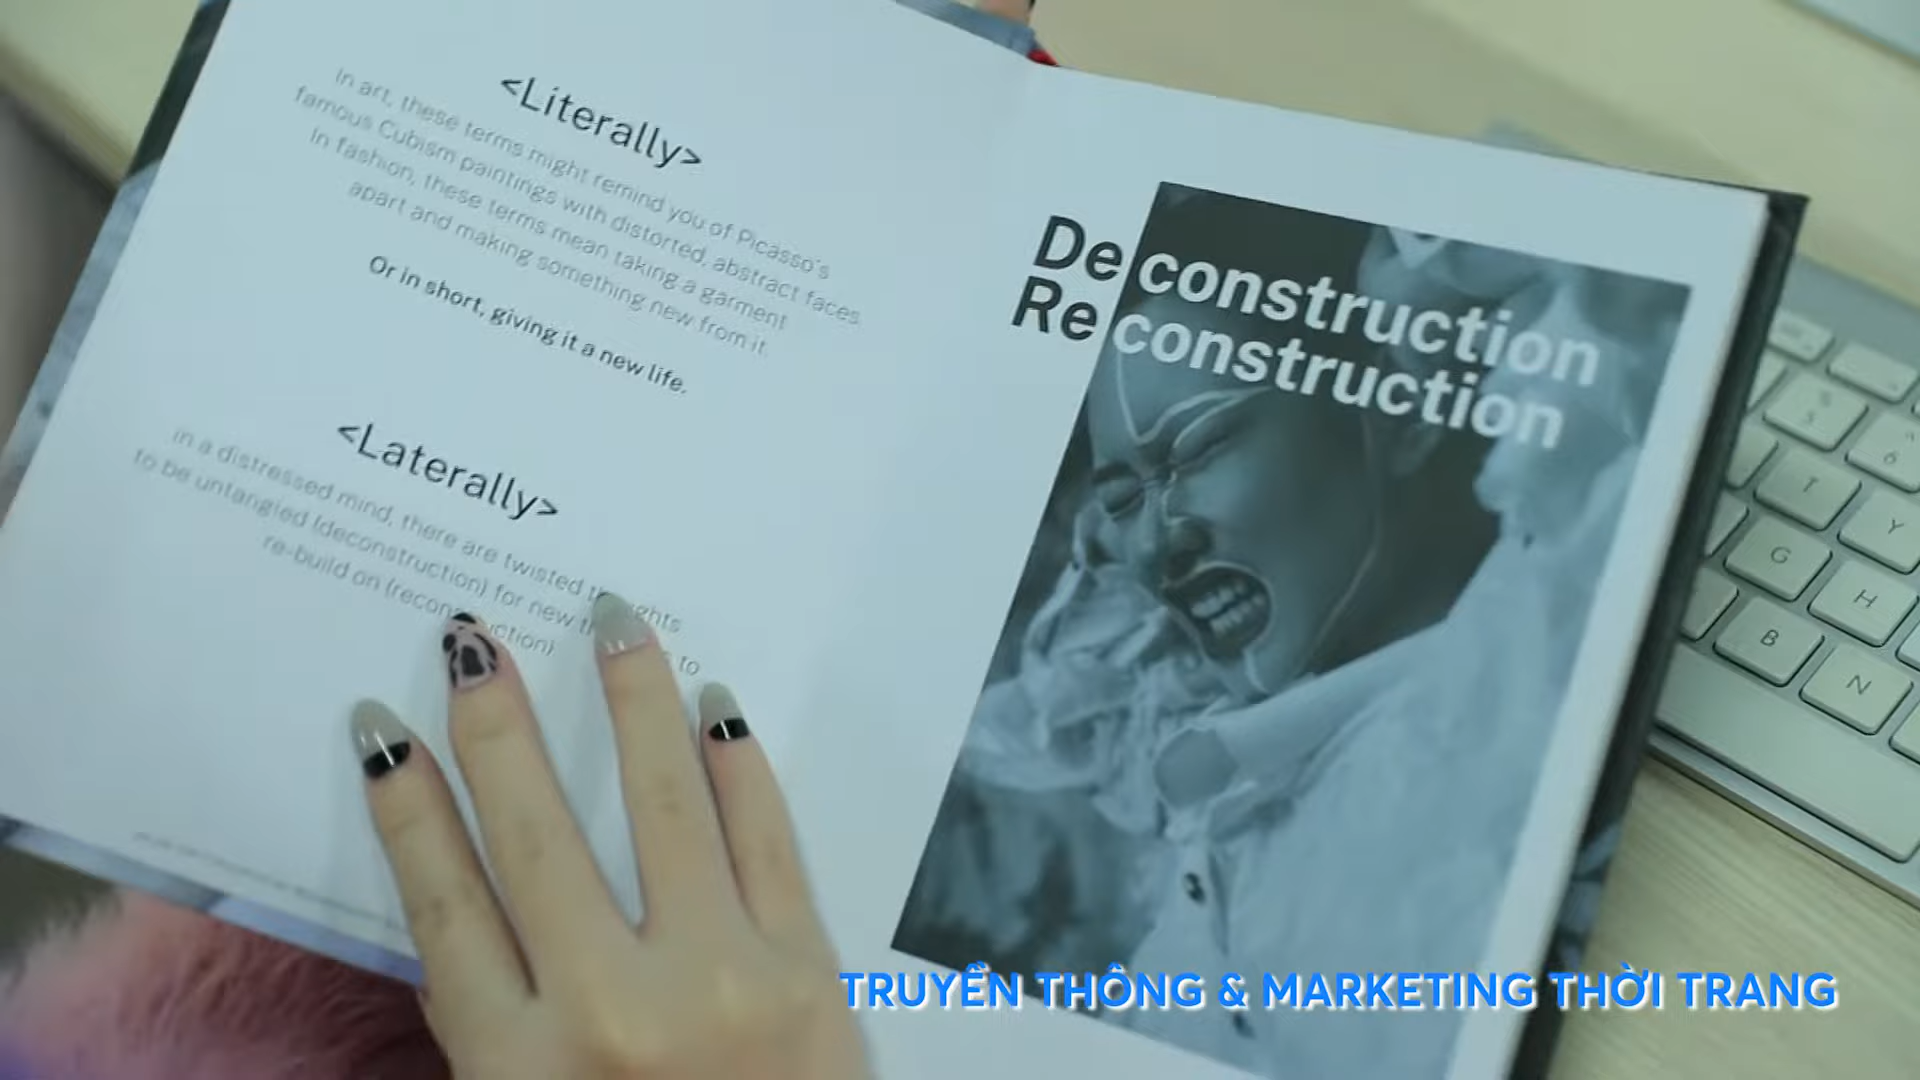 <Literally>
In art, these terms might remind you of Picasso's
famous Cubism paintings with distorted, abstract faces
In fashion, these terms mean taking a garment
apart and making something new from it.
Or in short, giving it a new life.
<Laterally>
In a distressed mind, there are twisted
to be untangled (deconstruction) for new to
re-build on
Deconstruction
Reconstruction
5
6
T
Y
G
H
B
N
TRUYỀN THÔNG & MARKETING THỜI TRANG